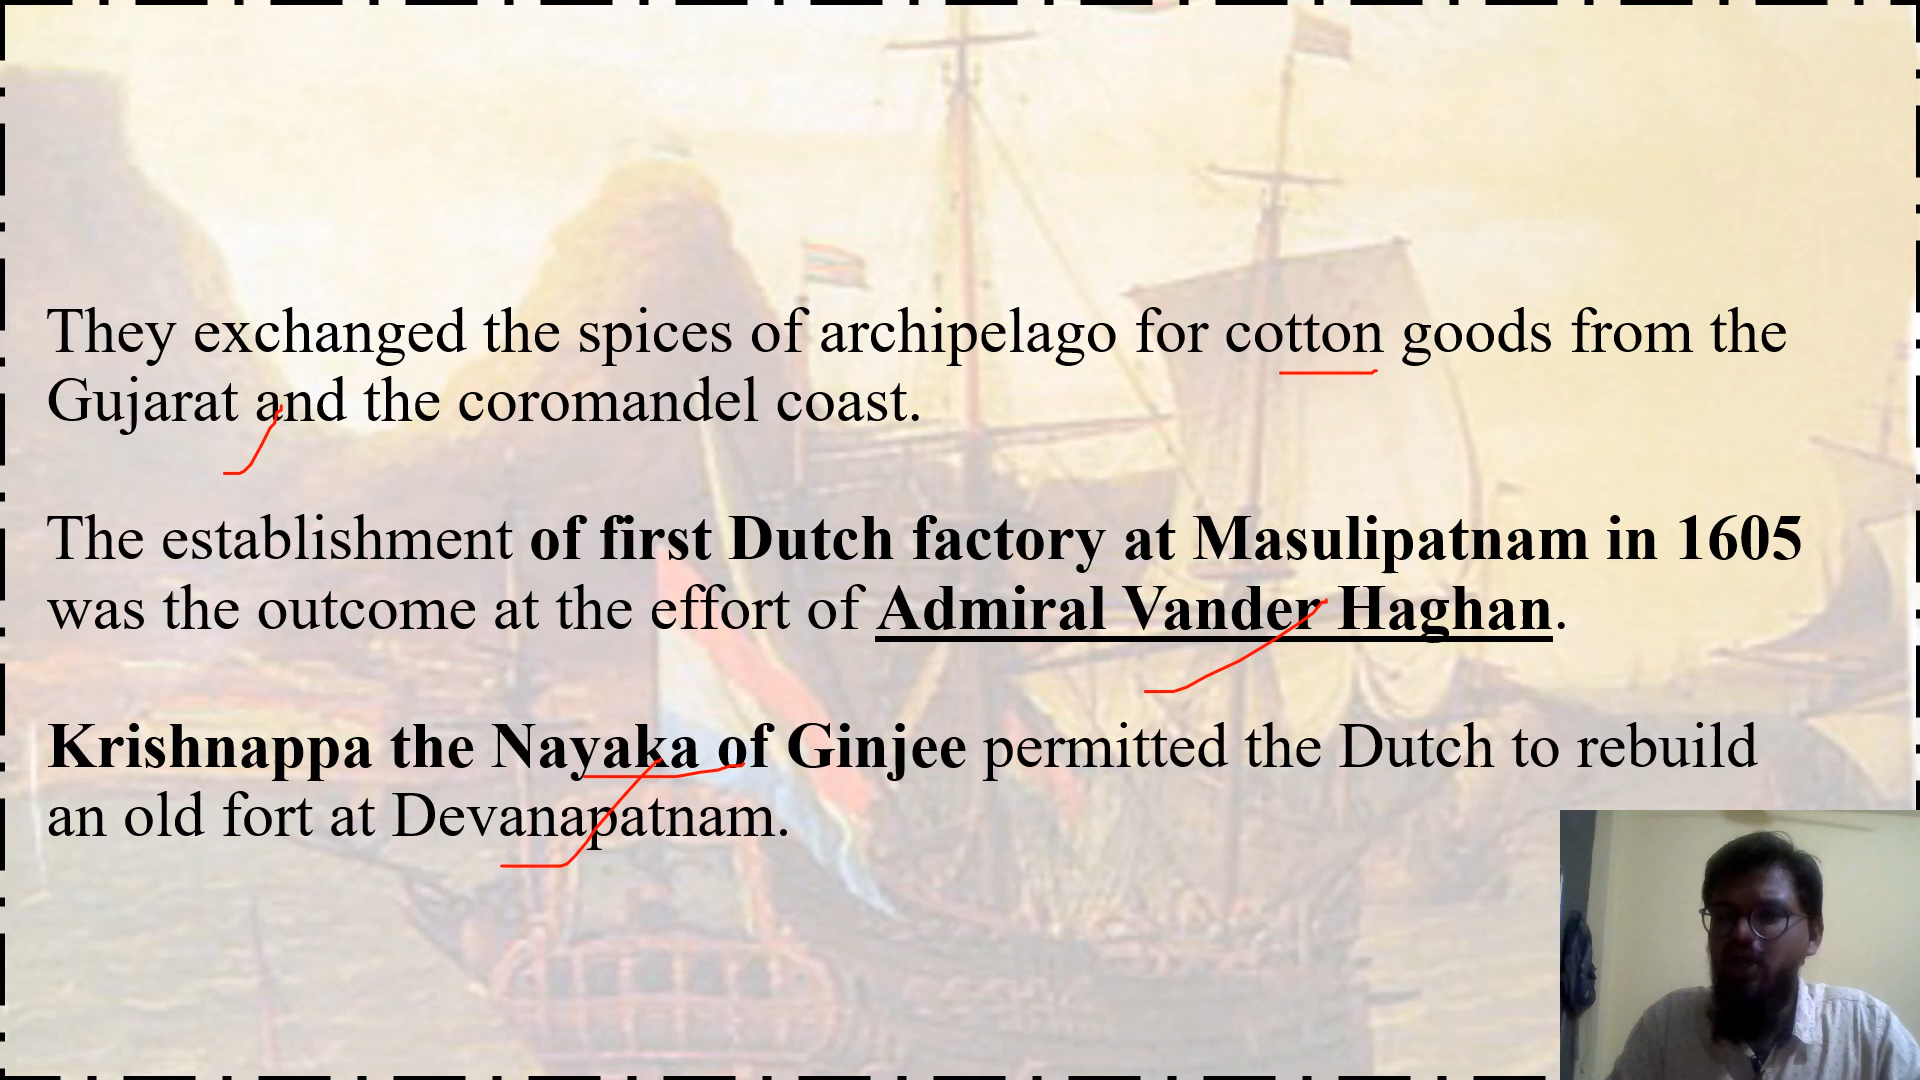 They exchanged the spices of archipelago for cotton goods from the
Gujarat and the coromandel coast.
The establishment of first Dutch factory at Masulipatnam in 1605
was the outcome at the effort of Admiral Vander Haghan.
Krishnappa the Nayaka of Ginjee permitted the Dutch to rebuild
an old fort at Devanapatnam.